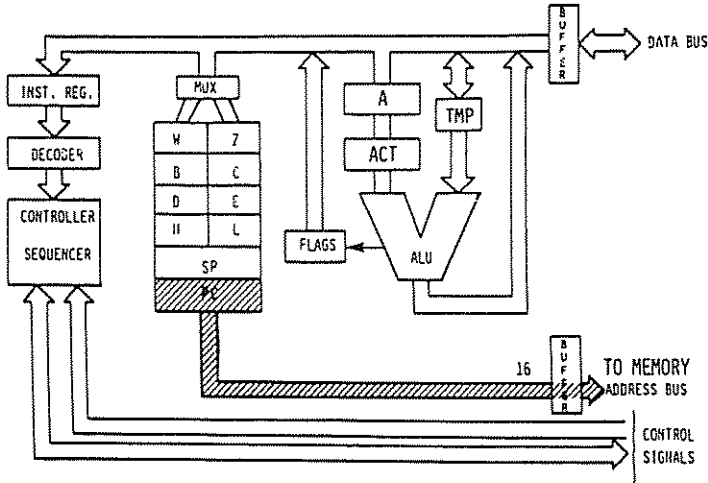 BUFFER
DATA BUS
INST. REG.
MUX
A
TMP
W Z
DECODER
ACT
B C
D E
H L
CONTROLLER
SEQUENCER
FLAGS
ALU
SP
PC
16
BUFFER
TO MEMORY
ADDRESS BUS
CONTROL
SIGNALS